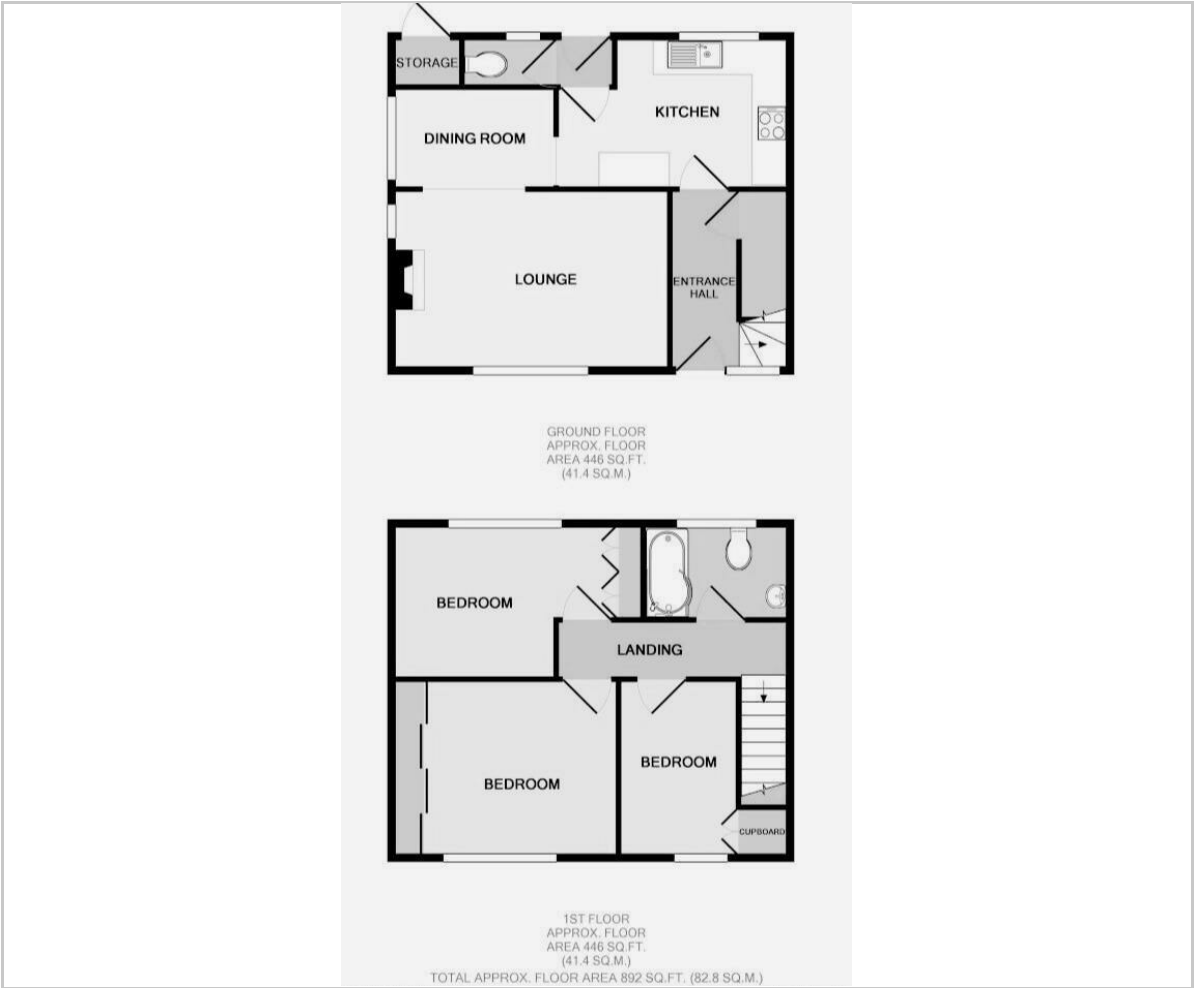 STORAGE
KITCHEN
DINING ROOM
LOUNGE
ENTRANCE
HALL
GROUND FLOOR
APPROX. FLOOR
AREA 446 SQ.FT.
(41.4 SQ.M.)
BEDROOM
LANDING
BEDROOM
BEDROOM
CUPBOARD
1ST FLOOR
APPROX. FLOOR
AREA 446 SQ.FT.
(41.4 SQ.M.)
TOTAL APPROX. FLOOR AREA 892 SQ.FT. (82.8 SQ.M.)